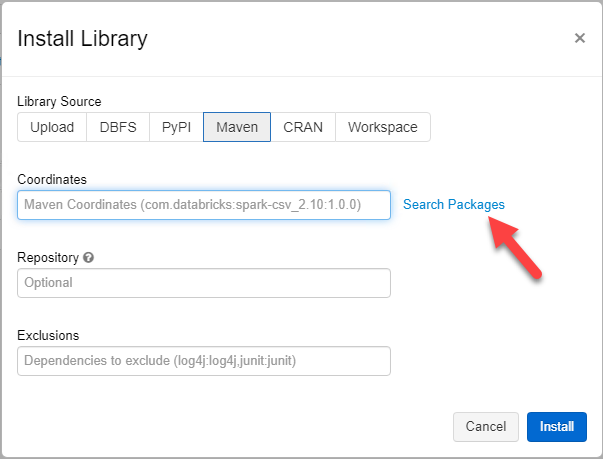 Install Library ×
Library Source
Upload DBFS PyPI Maven CRAN Workspace
Coordinates
Maven Coordinates (com.databricks:spark-csv_2.10:1.0.0) Search Packages
Repository ?
Optional
Exclusions
Dependencies to exclude (log4j:log4j,junit:junit)
Cancel Install